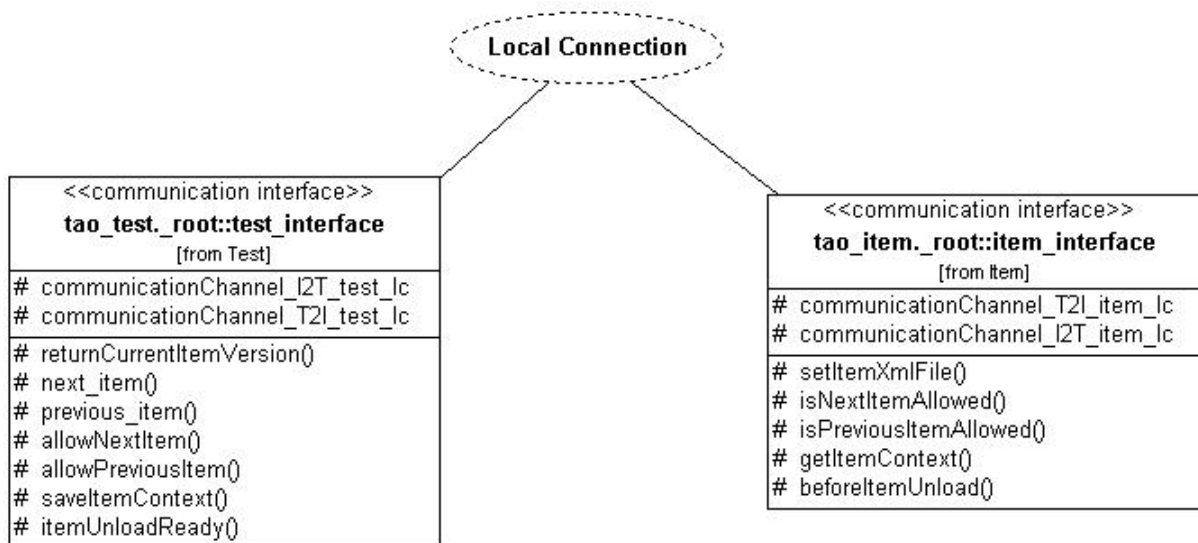 Local Connection
<<communication interface>>
tao_test._root::test_interface
[from Test]
# communicationChannel_I2T_test_lc
# communicationChannel_T2I_test_lc
# returnCurrentItemVersion()
# next_item()
# previous_item()
# allowNextItem()
# allowPreviousItem()
# saveItemContext()
# itemUnloadReady()
<<communication interface>>
tao_item._root::item_interface
[from Item]
# communicationChannel_T2I_item_lc
# communicationChannel_I2T_item_lc
# setItemXmlFile()
# isNextItemAllowed()
# isPreviousItemAllowed()
# getItemContext()
# beforeItemUnload()